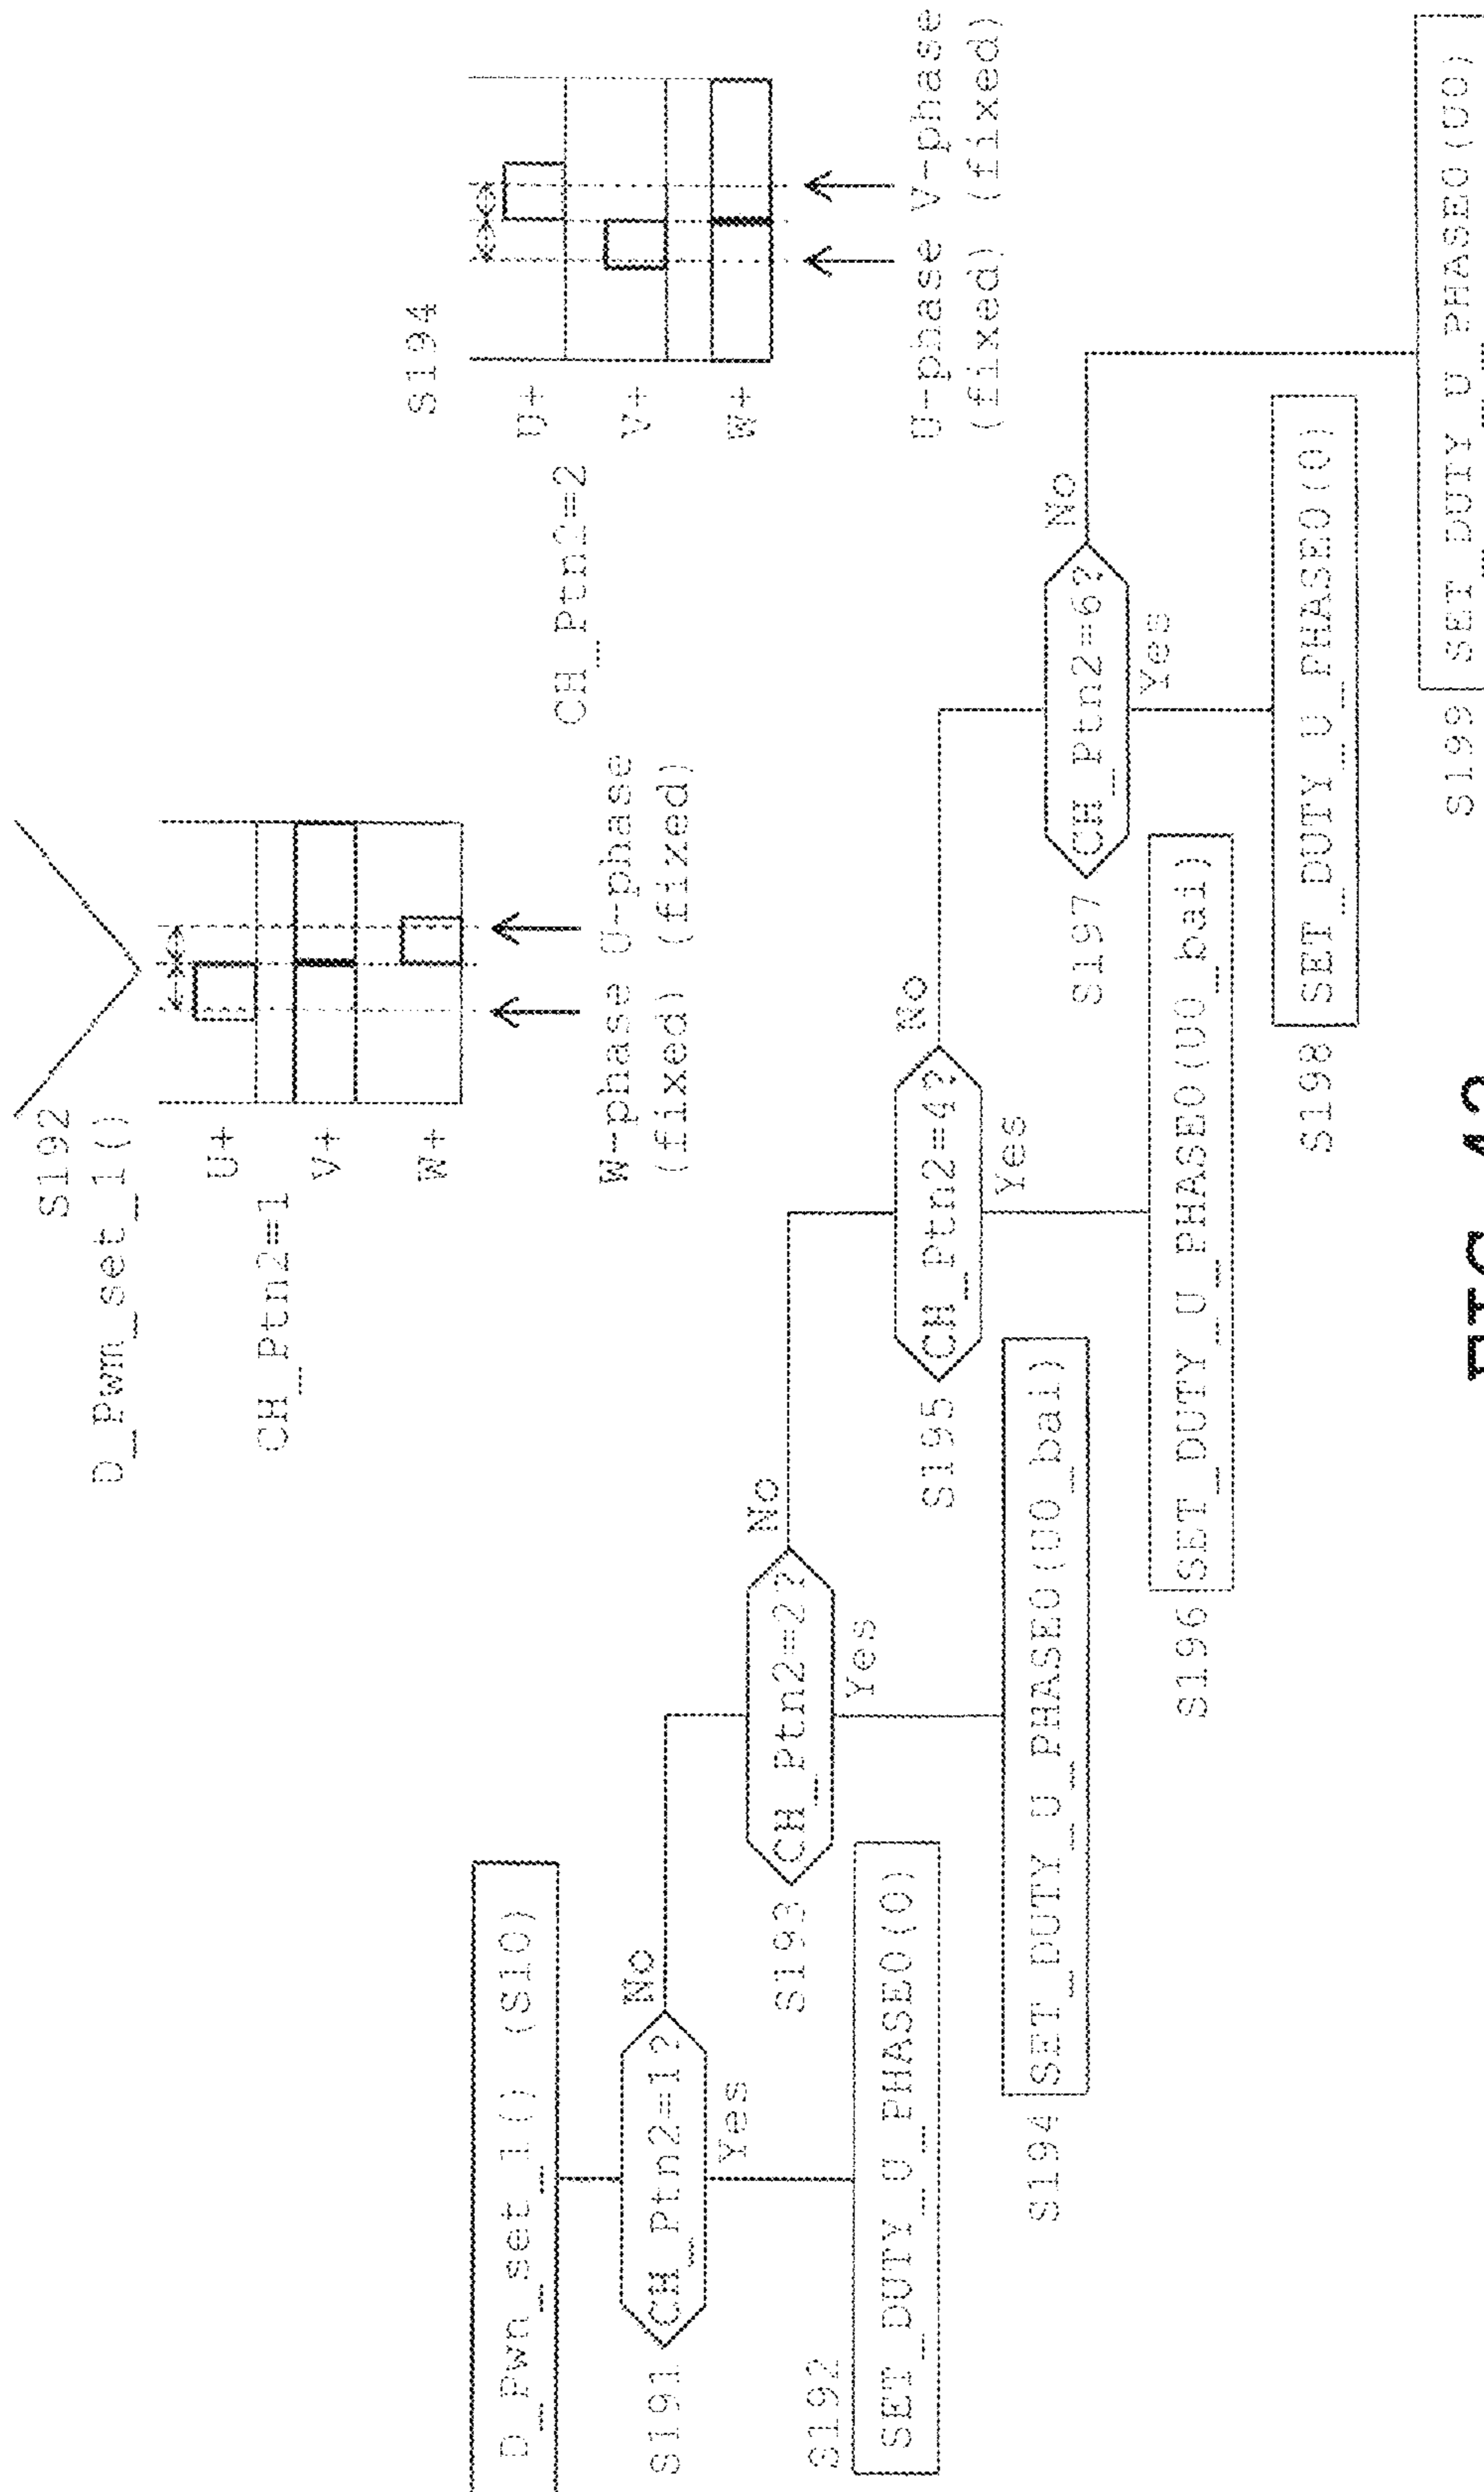 S192
D_Pwm_set_1()
U+
CH_Ptn2=1
V+
W+
W-phase U-phase
(fixed) (fixed)
S194
U+
CH_Ptn2=2
V+
W+
U-phase V-phase
(fixed) (fixed)
D_Pwn_set_1() (S10)
S191
CH_Ptn2=1?
No
Yes
S192
SET_DUTY_U_PHASE0(0)
S193
CH_Ptn2=2?
No
Yes
S194
SET_DUTY_U_PHASE0(U0_bai)
S195
CH_Ptn2=4?
No
Yes
S196
SET_DUTY_U_PHASE0(U0_bai)
S197
CH_Ptn2=6?
No
Yes
S198
SET_DUTY_U_PHASE0(0)
S199
SET_DUTY_U_PHASE0(U0)